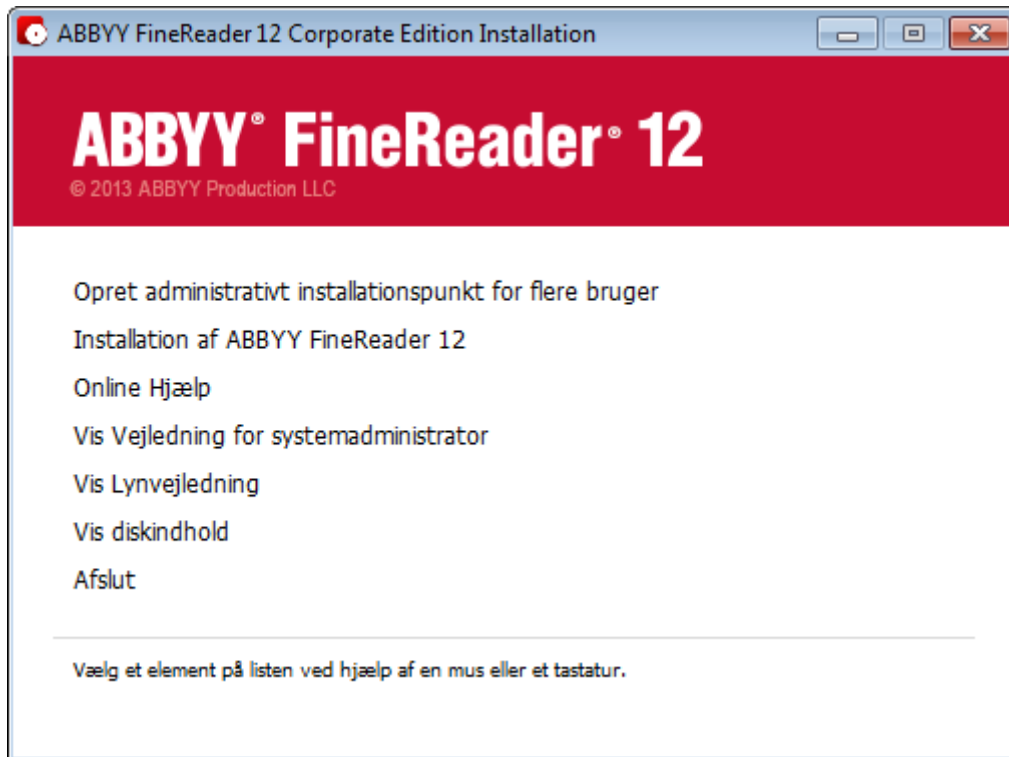 ABBYY FineReader 12 Corporate Edition Installation
ABBYY® FineReader® 12
© 2013 ABBYY Production LLC
Opret administrativt installationspunkt for flere bruger
Installation af ABBYY FineReader 12
Online Hjælp
Vis Vejledning for systemadministrator
Vis Lynvejledning
Vis diskindhold
Afslut
Vælg et element på listen ved hjælp af en mus eller et tastatur.